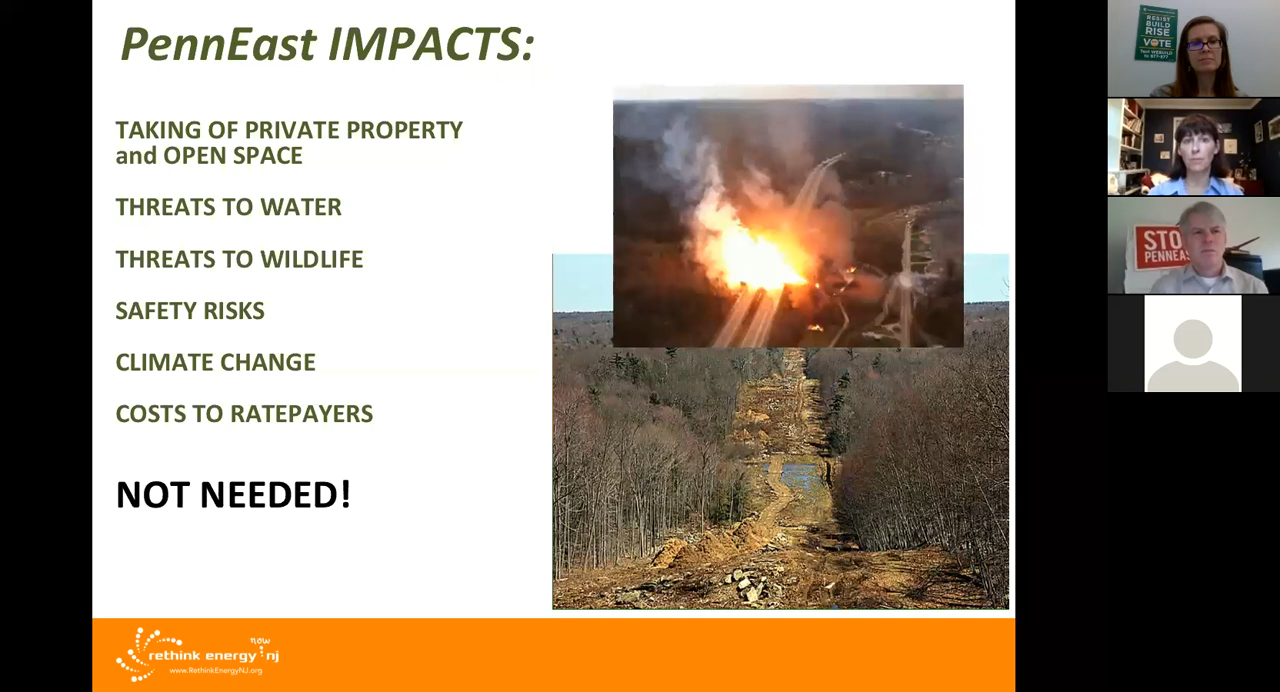 PennEast IMPACTS:
TAKING OF PRIVATE PROPERTY
and OPEN SPACE
THREATS TO WATER
THREATS TO WILDLIFE
SAFETY RISKS
CLIMATE CHANGE
COSTS TO RATEPAYERS
NOT NEEDED!
now
rethink energy nj
www.RethinkEnergyNJ.org
RESIST
BUILD
RISE
VOTE
STO
PENNEAS